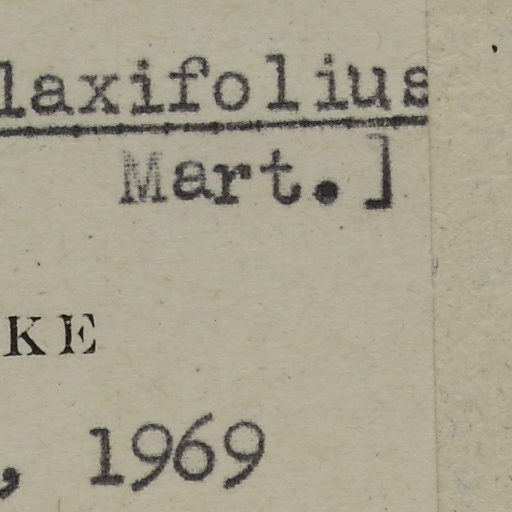 laxifolius
Mart.]
KE
, 1969